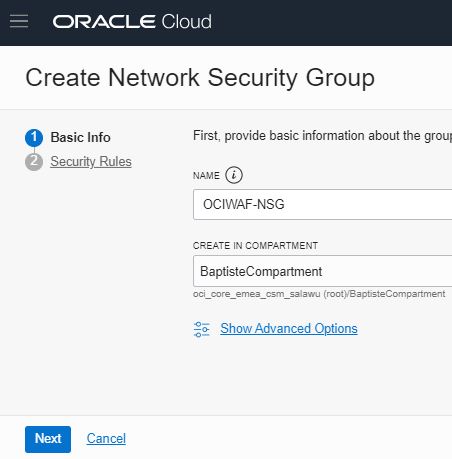 ORACLE Cloud
Create Network Security Group
1 Basic Info
2 Security Rules
First, provide basic information about the group
NAME i
OCIWAF-NSG
CREATE IN COMPARTMENT
BaptisteCompartment
oci_core_emea_csm_salawu (root)/BaptisteCompartment
Show Advanced Options
Next Cancel